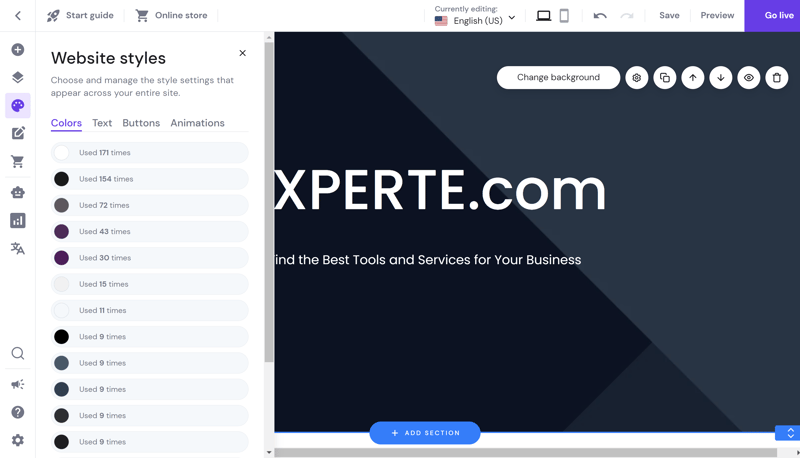 Start guide
Online store
Currently editing:
English (US)
Save
Preview
Go live
Website styles
Choose and manage the style settings that
appear across your entire site.
Colors
Text
Buttons
Animations
Used 171 times
Used 154 times
Used 72 times
Used 43 times
Used 30 times
Used 15 times
Used 11 times
Used 9 times
Used 9 times
Used 9 times
Used 9 times
Used 9 times
Change background
XPERTE.com
ind the Best Tools and Services for Your Business
+ ADD SECTION